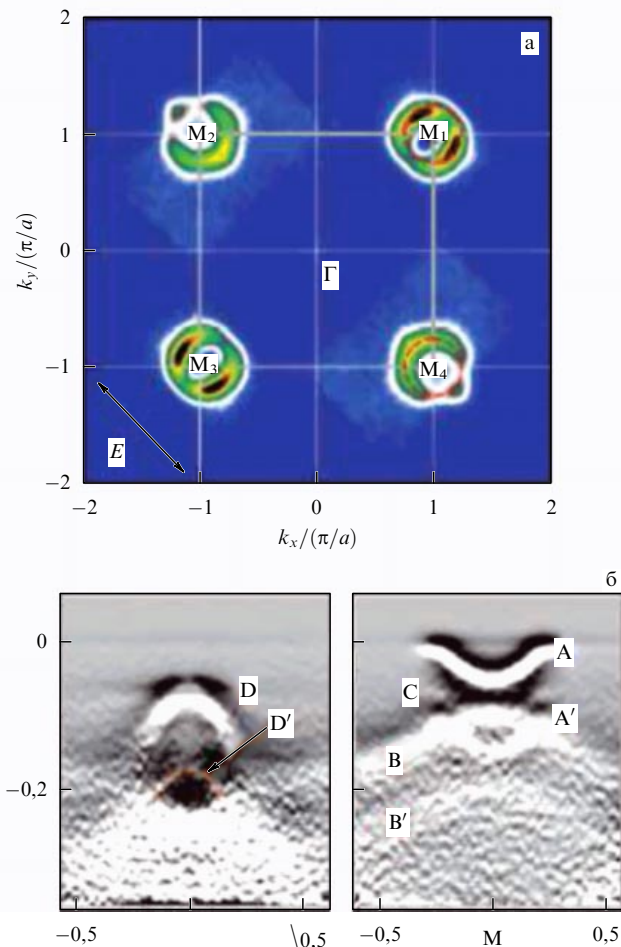 a
2
1
0
−1
−2
k_y/(π/a)
M₂
M₁
Γ
M₃
M₄
E
−2
−1
0
1
2
k_x/(π/a)
б
0
−0,2
D
D′
A
C
A′
B
B′
−0,5
\0,5
−0,5
M
0,5